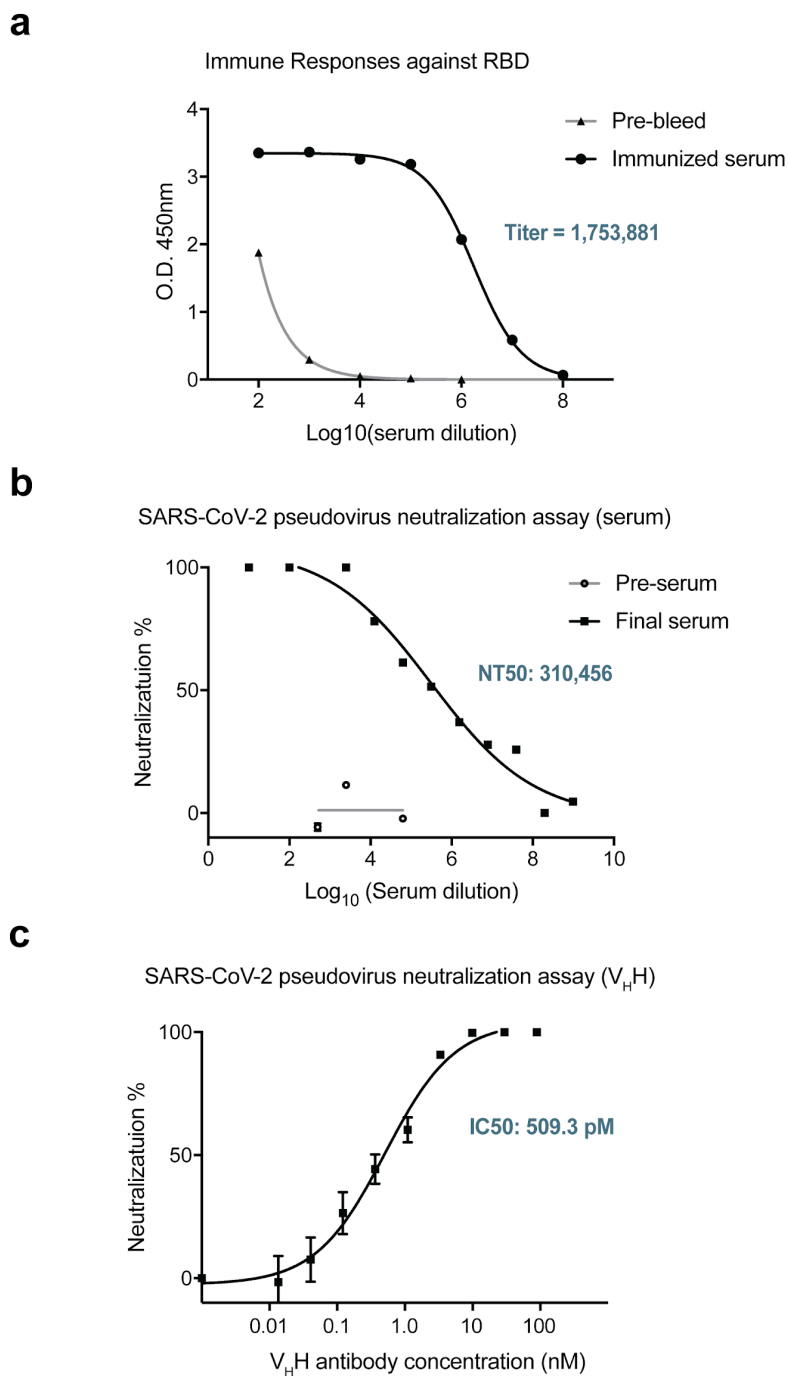 a
Immune Responses against RBD
4
3
2
1
0
O.D. 450nm
2
4
6
8
Log10(serum dilution)
Pre-bleed
Immunized serum
Titer = 1,753,881
b
SARS-CoV-2 pseudovirus neutralization assay (serum)
100
50
0
Neutralizatuion %
0
2
4
6
8
10
Log10 (Serum dilution)
Pre-serum
Final serum
NT50: 310,456
c
SARS-CoV-2 pseudovirus neutralization assay (VHH)
100
50
0
Neutralizatuion %
0.01
0.1
1.0
10
100
VHH antibody concentration (nM)
IC50: 509.3 pM